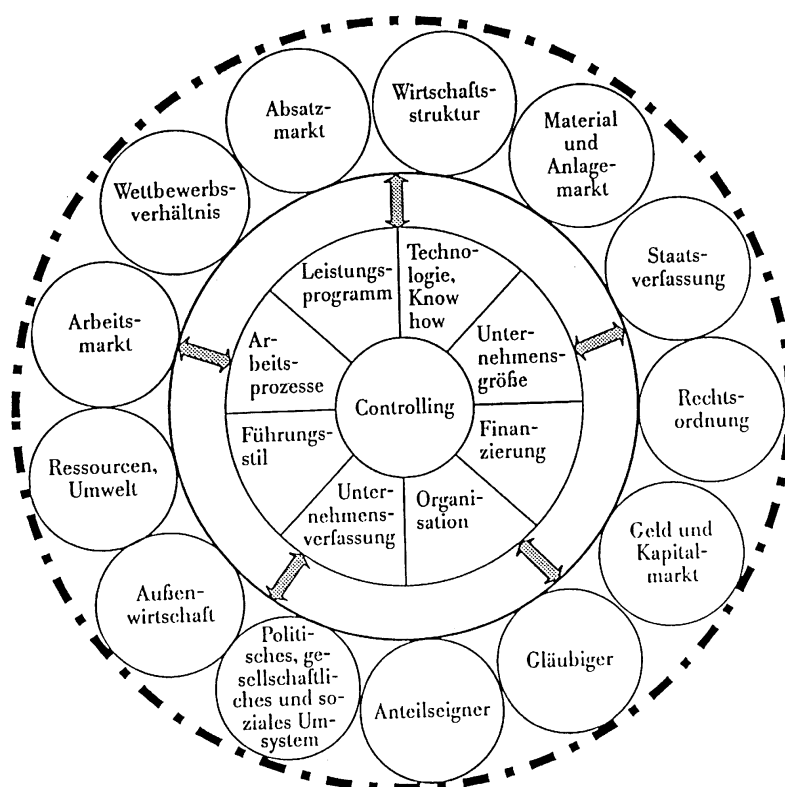 Wirtschafts-
struktur
Absatz-
markt
Material
und
Anlage-
markt
Wettbewerbs-
verhältnis
Staats-
verfassung
Arbeits-
markt
Rechts-
ordnung
Ressourcen,
Umwelt
Geld und
Kapital-
markt
Außen-
wirtschaft
Gläubiger
Politi-
sches, ge-
sellschaftli-
ches und so-
ziales Um-
system
Anteilseigner
Leistungs-
programm
Techno-
logie,
Know
how
Ar-
beits-
prozesse
Unter-
nehmens-
größe
Controlling
Führungs-
stil
Finan-
zierung
Unter-
nehmens-
verfassung
Organi-
sation